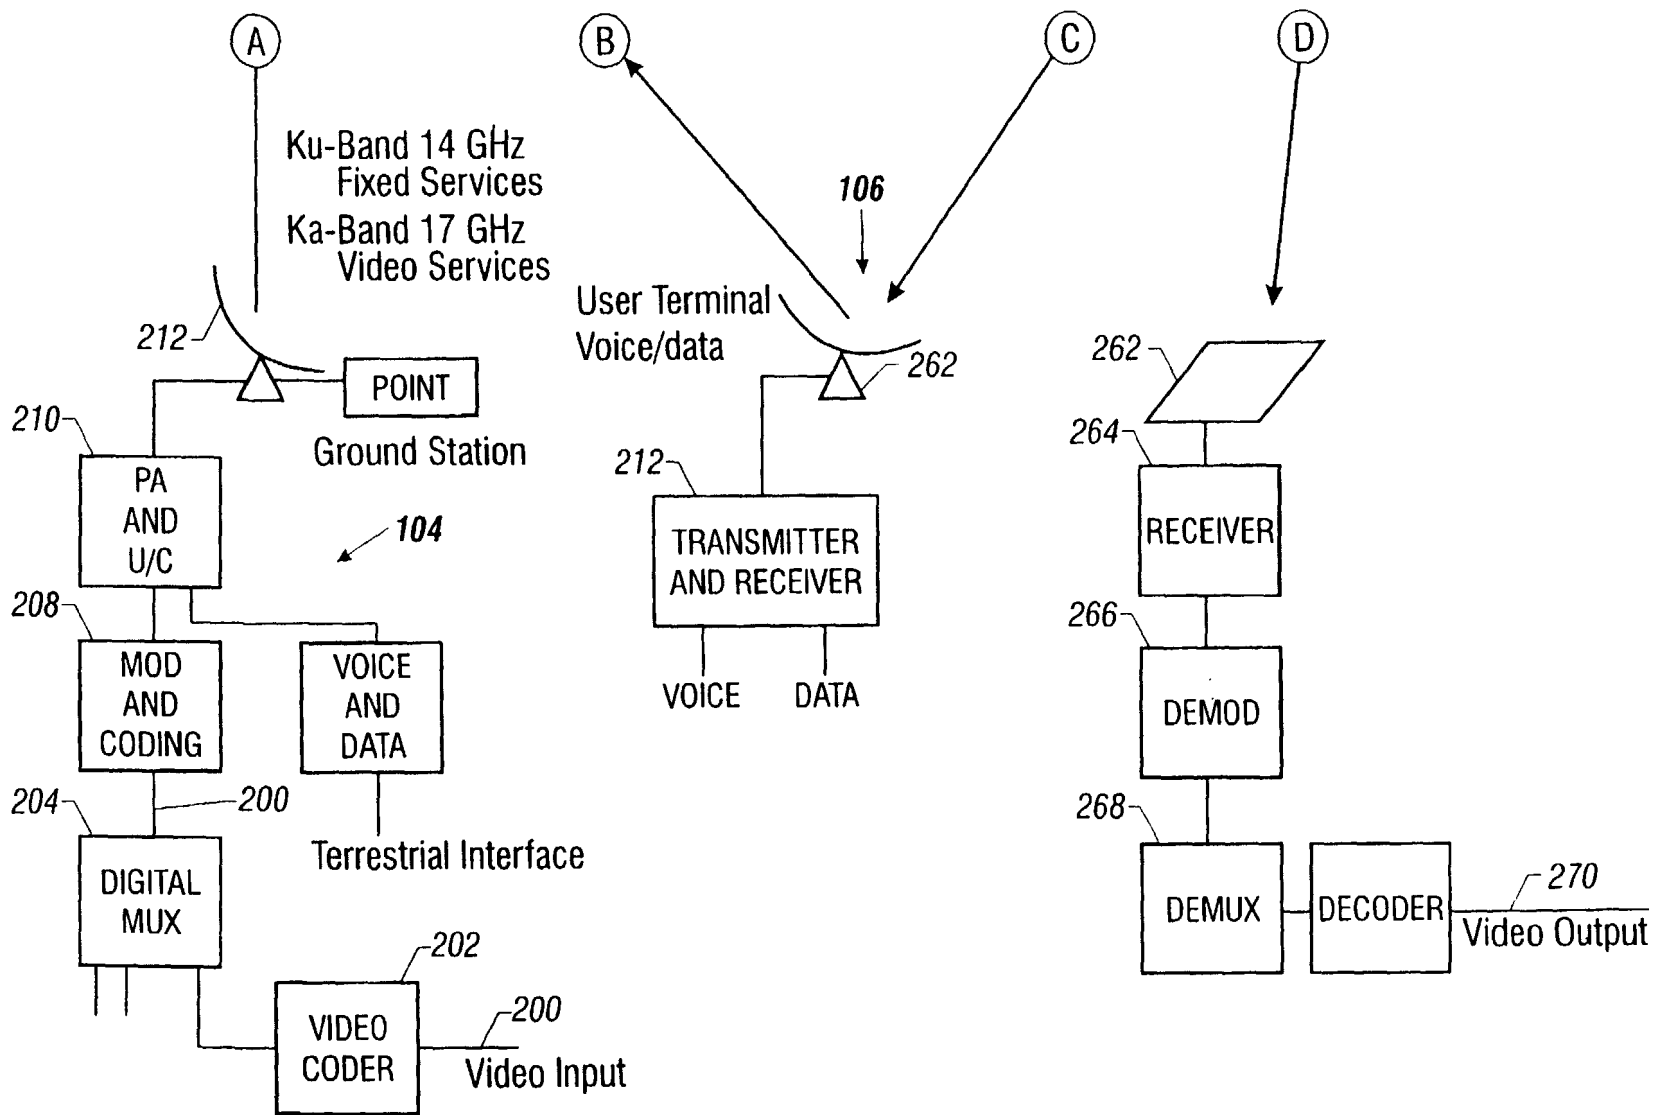 A
B
C
D
Ku-Band 14 GHz
Fixed Services
Ka-Band 17 GHz
Video Services
212
POINT
Ground Station
210
PA
AND
U/C
104
208
MOD
AND
CODING
VOICE
AND
DATA
204
200
Terrestrial Interface
DIGITAL
MUX
202
VIDEO
CODER
200
Video Input
106
User Terminal
Voice/data
262
212
TRANSMITTER
AND RECEIVER
VOICE
DATA
262
264
RECEIVER
266
DEMOD
268
DEMUX
DECODER
270
Video Output